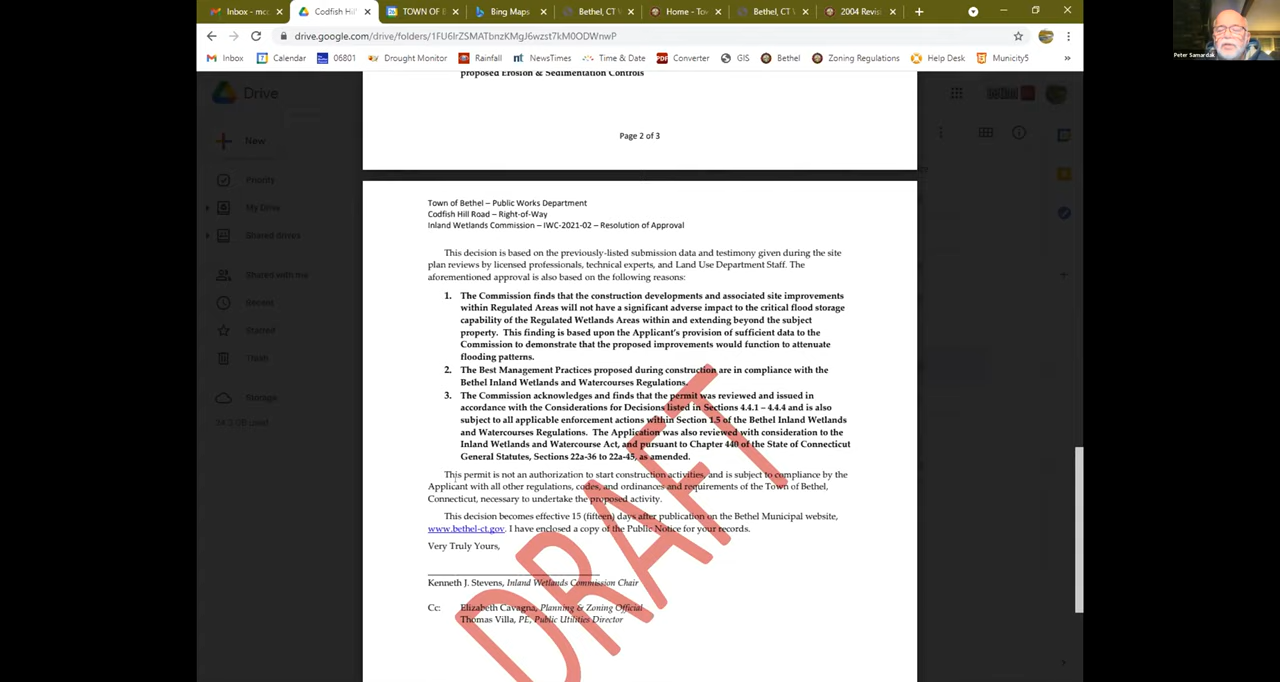 Inbox - mcc
Codfish Hil
TOWN OF B
Bing Maps
Bethel, CT
Home - Tow
Bethel, CT
2004 Revis
drive.google.com/drive/folders/1FU6lrZSMATbnzKMgJ6wzst7kM0ODWnwP
Inbox
Calendar
06801
Drought Monitor
Rainfall
NewsTimes
Time & Date
Converter
GIS
Bethel
Zoning Regulations
Help Desk
Municity5
Peter Samardak
Drive
New
Priority
My Drive
Shared drives
Shared with me
Recent
Starred
Trash
Storage
proposed Erosion & Sedimentation Controls
Page 2 of 3
Town of Bethel – Public Works Department
Codfish Hill Road – Right-of-Way
Inland Wetlands Commission – IWC-2021-02 – Resolution of Approval
This decision is based on the previously-listed submission data and testimony given during the site
plan reviews by licensed professionals, technical experts, and Land Use Department Staff. The
aforementioned approval is also based on the following reasons:
1. The Commission finds that the construction developments and associated site improvements
within Regulated Areas will not have a significant adverse impact to the critical flood storage
capability of the Regulated Wetlands Areas within and extending beyond the subject
property. This finding is based upon the Applicant's provision of sufficient data to the
Commission to demonstrate that the proposed improvements would function to attenuate
flooding patterns.
2. The Best Management Practices proposed during construction are in compliance with the
Bethel Inland Wetlands and Watercourses Regulations.
3. The Commission acknowledges and finds that the permit was reviewed and issued in
accordance with the Considerations for Decisions listed in Sections 4.4.1 – 4.4.4 and is also
subject to all applicable enforcement actions within Section 1.5 of the Bethel Inland Wetlands
and Watercourses Regulations. The Application was also reviewed with consideration to the
Inland Wetlands and Watercourse Act, and pursuant to Chapter 440 of the State of Connecticut
General Statutes, Sections 22a-36 to 22a-45, as amended.
This permit is not an authorization to start construction activities, and is subject to compliance by the
Applicant with all other regulations, codes, and ordinances and requirements of the Town of Bethel,
Connecticut, necessary to undertake the proposed activity.
This decision becomes effective 15 (fifteen) days after publication on the Bethel Municipal website,
www.bethel-ct.gov. I have enclosed a copy of the Public Notice for your records.
Very Truly Yours,
Kenneth J. Stevens, Inland Wetlands Commission Chair
Cc: Elizabeth Cavagna, Planning & Zoning Official
Thomas Villa, PE, Public Utilities Director
DRAFT